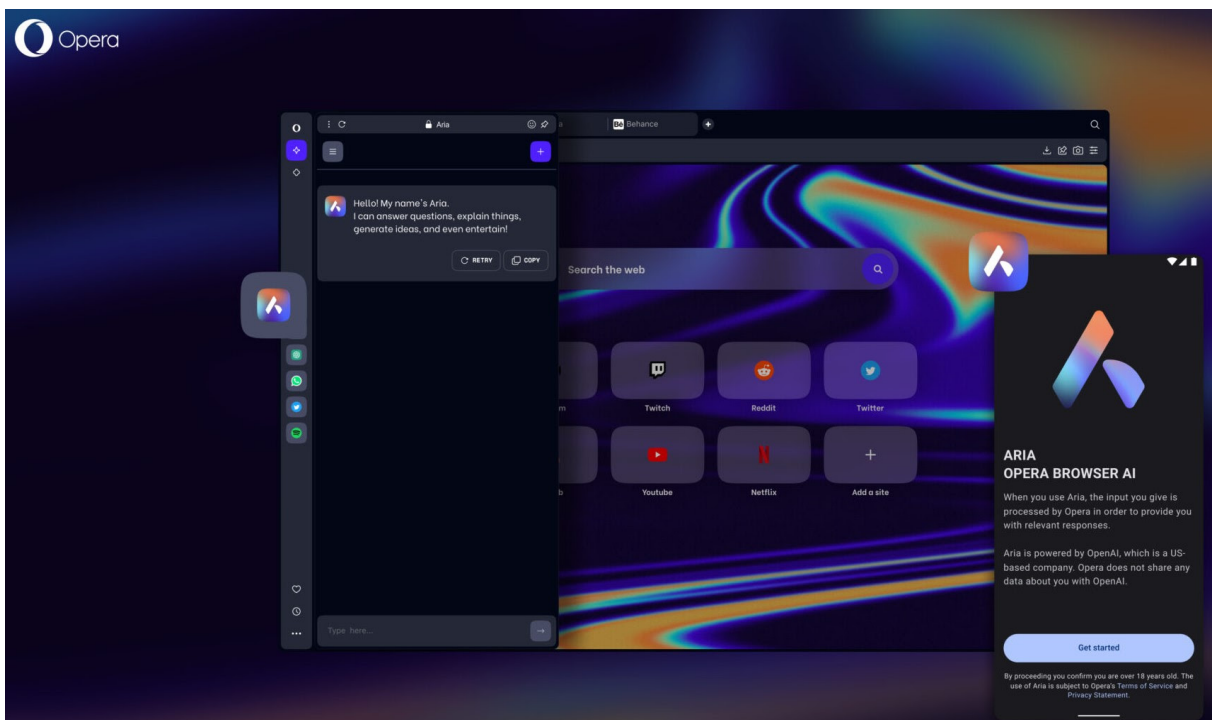 Opera
Aria
a
Behance
Hello! My name's Aria.
I can answer questions, explain things,
generate ideas, and even entertain!
RETRY
COPY
Search the web
m
Twitch
Reddit
Twitter
b
Youtube
Netflix
Add a site
Type here...
ARIA
OPERA BROWSER AI
When you use Aria, the input you give is
processed by Opera in order to provide you
with relevant responses.
Aria is powered by OpenAI, which is a US-
based company. Opera does not share any
data about you with OpenAI.
Get started
By proceeding you confirm you are over 18 years old. The
use of Aria is subject to Opera's Terms of Service and
Privacy Statement.